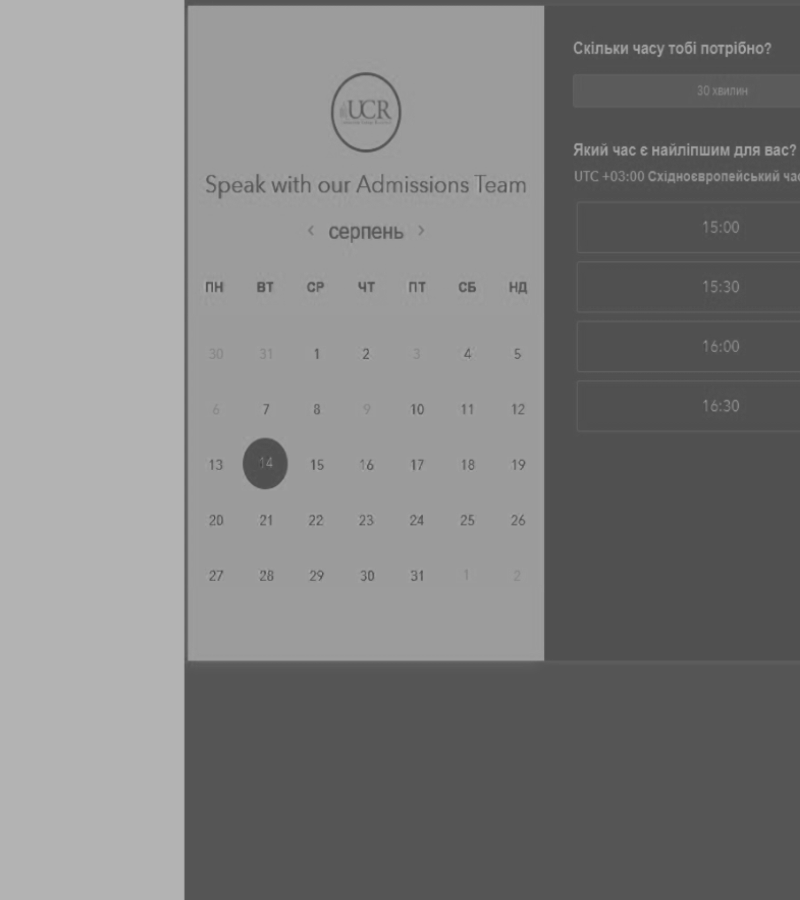 UCR
Speak with our Admissions Team
‹ серпень ›
ПН ВТ СР ЧТ ПТ СБ НД
30 31 1 2 3 4 5
6 7 8 9 10 11 12
13 14 15 16 17 18 19
20 21 22 23 24 25 26
27 28 29 30 31 1 2
Скільки часу тобі потрібно?
30 хвилин
Який час є найліпшим для вас?
UTC +03:00 Східноєвропейський час
15:00
15:30
16:00
16:30